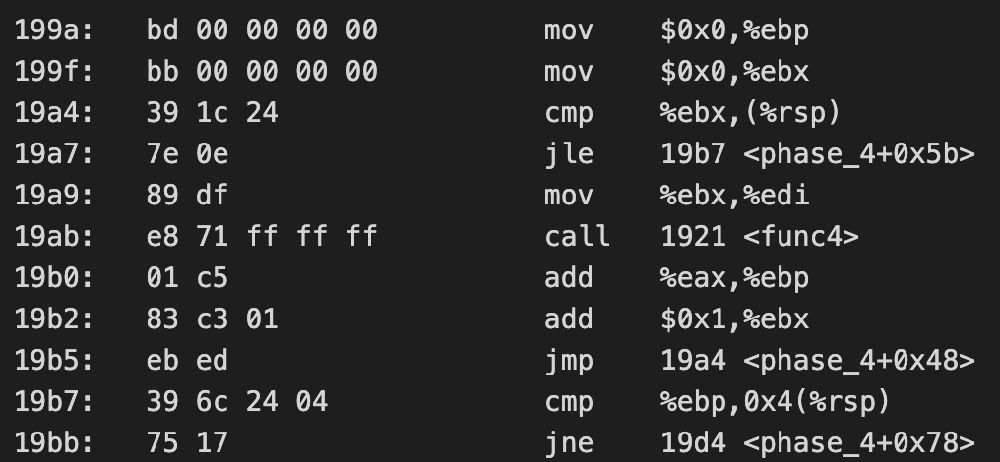 199a:   bd 00 00 00 00          mov    $0x0,%ebp
199f:   bb 00 00 00 00          mov    $0x0,%ebx
19a4:   39 1c 24                cmp    %ebx,(%rsp)
19a7:   7e 0e                   jle    19b7 <phase_4+0x5b>
19a9:   89 df                   mov    %ebx,%edi
19ab:   e8 71 ff ff ff          call   1921 <func4>
19b0:   01 c5                   add    %eax,%ebp
19b2:   83 c3 01                add    $0x1,%ebx
19b5:   eb ed                   jmp    19a4 <phase_4+0x48>
19b7:   39 6c 24 04             cmp    %ebp,0x4(%rsp)
19bb:   75 17                   jne    19d4 <phase_4+0x78>